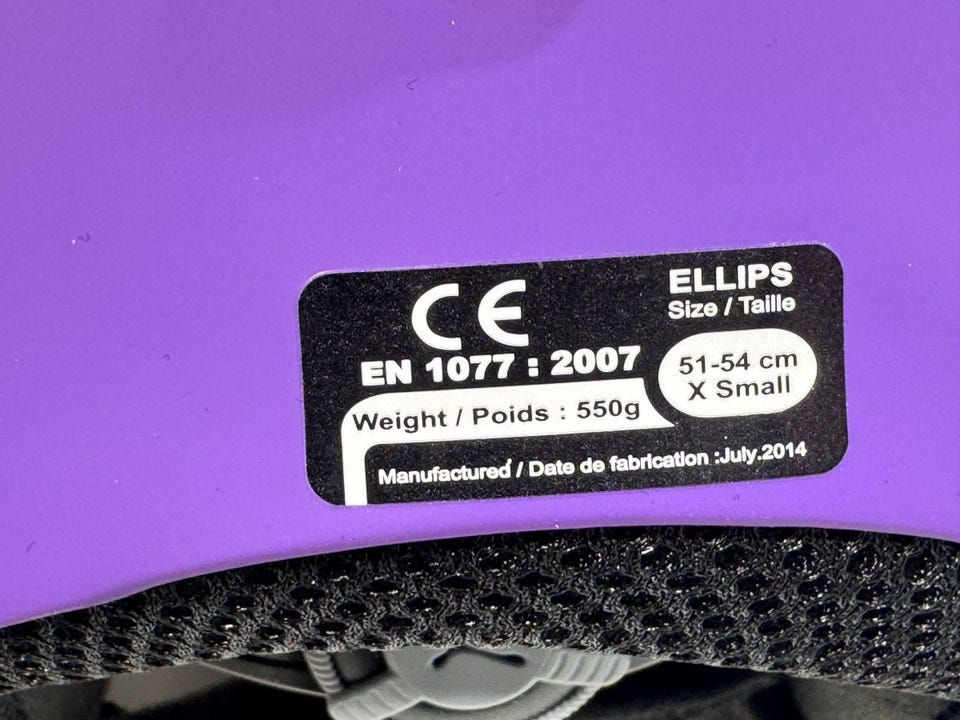 CE
EN 1077 : 2007
ELLIPS
Size / Taille
51-54 cm
X Small
Weight / Poids : 550g
Manufactured / Date de fabrication :July.2014